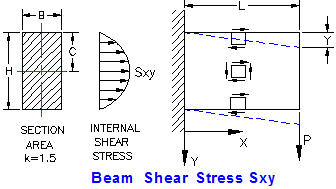 B
L
H
C
Sxy
Y
SECTION
AREA
k=1.5
INTERNAL
SHEAR
STRESS
X
Y
P
Beam Shear Stress Sxy